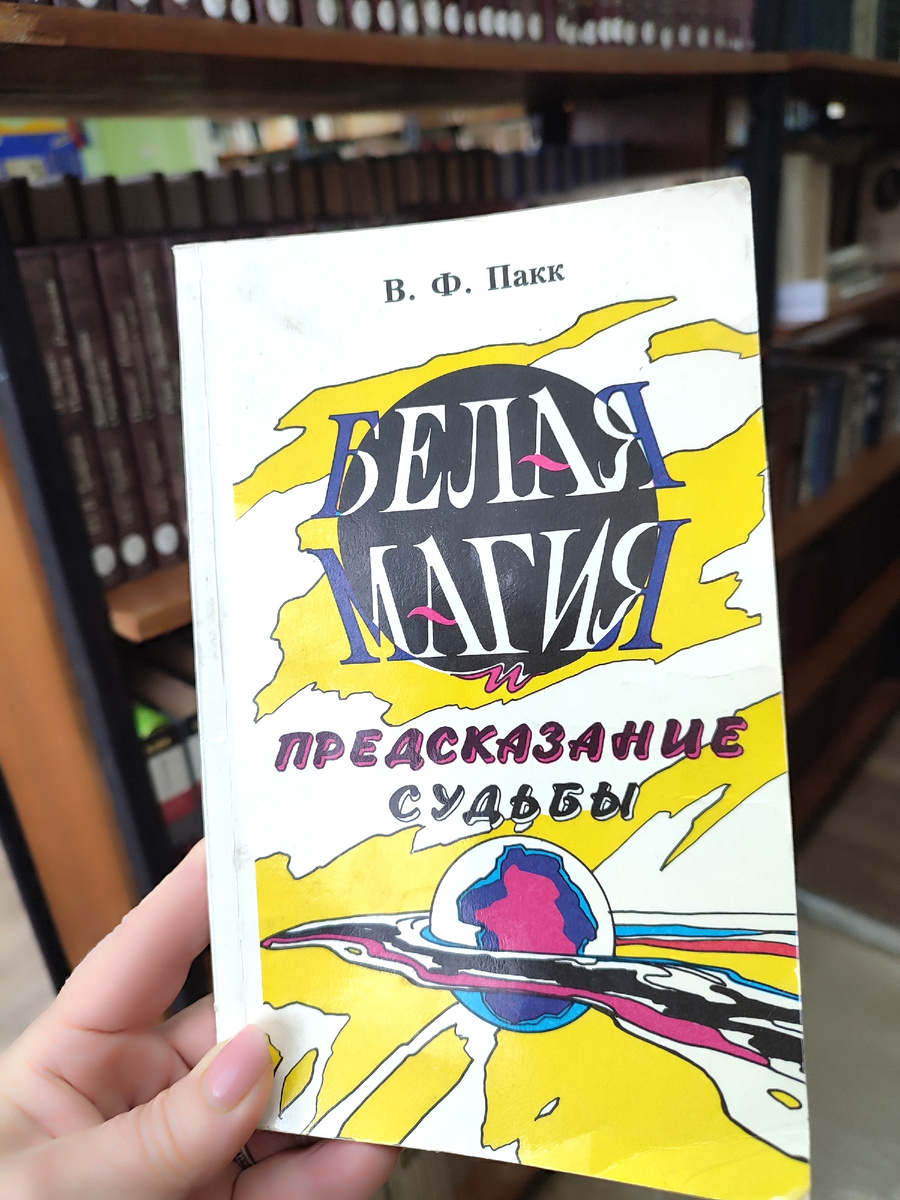 В. Ф. Пакк
БЕЛАЯ
МАГИЯ
и
ПРЕДСКАЗАНИЕ
СУДЬБЫ